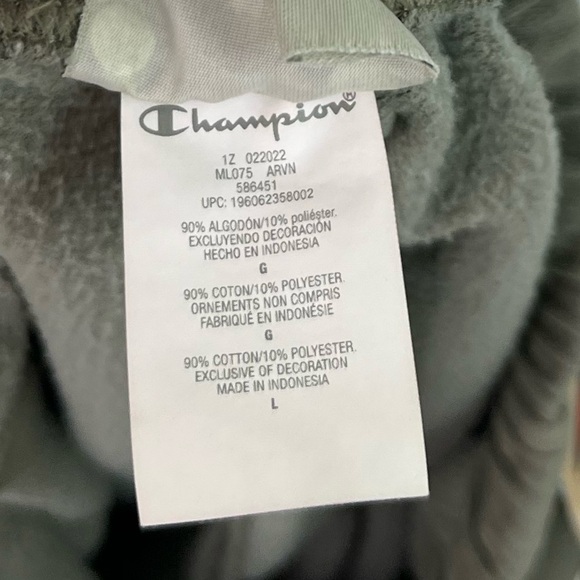 Champion®
1Z 022022
ML075 ARVN
586451
UPC: 196062358002
90% ALGODÓN/10% poliéster.
EXCLUYENDO DECORACIÓN
HECHO EN INDONESIA
G
90% COTON/10% POLYESTER.
ORNEMENTS NON COMPRIS
FABRIQUÉ EN INDONÉSIE
G
90% COTTON/10% POLYESTER.
EXCLUSIVE OF DECORATION
MADE IN INDONESIA
L